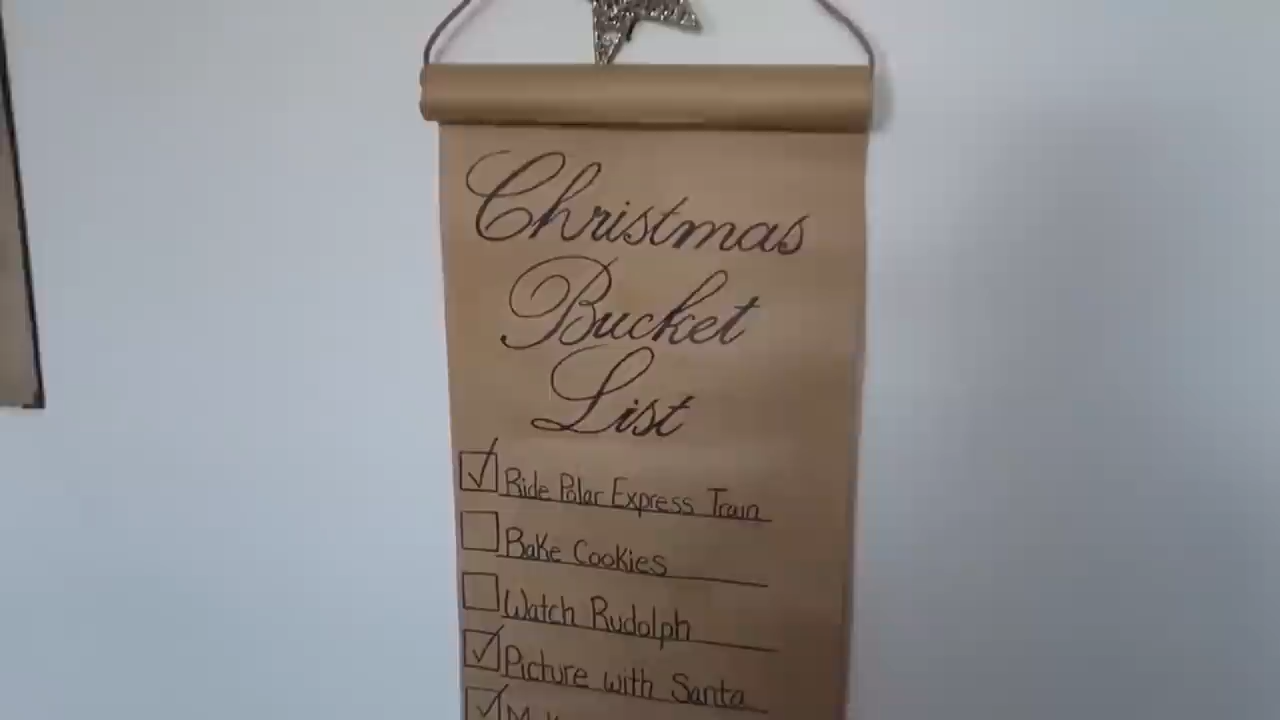 Christmas
Bucket
List
Ride Polar Express Train
Bake Cookies
Watch Rudolph
Picture with Santa